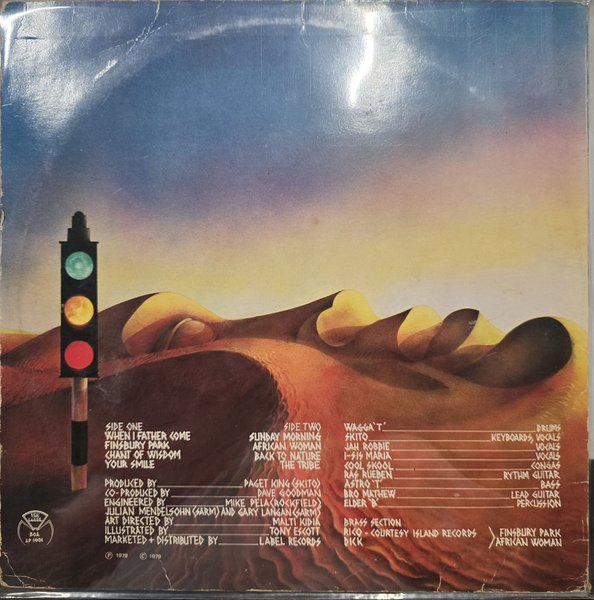 SIDE ONE
WHEN I FATHER COME
FINSBURY PARK
CHANT OF WISDOM
YOUR SMILE
SIDE TWO
SUNDAY MORNING
AFRICAN WOMAN
BACK TO NATURE
THE TRIBE
PRODUCED BY PAGET KING (SKITO)
CO-PRODUCED BY DAVE GOODMAN
ENGINEERED BY MIKE PELA (ROCKFIELD)
JULIAN MENDELSOHN (SARM) AND GARY LANGAN (SARM)
ART DIRECTED BY MALTI KIDIA
ILLUSTRATED BY TONY ESCOTT
MARKETED + DISTRIBUTED BY LABEL RECORDS
Ⓟ 1979 © 1979
WAGGA 'T' DRUMS
SKITO KEYBOARDS, VOCALS
JAH ROBBIE VOCALS
I-SIS MARIA VOCALS
COOL SKOOL CONGAS
RAS RUEBEN RYTHM GUITAR
ASTRO 'T' BASS
BRO MATHEW LEAD GUITAR
ELDER 'B' PERCUSSION
BRASS SECTION
RICO - COURTESY ISLAND RECORDS
DICK
FINSBURY PARK
AFRICAN WOMAN
THE
LABEL
LP 1001